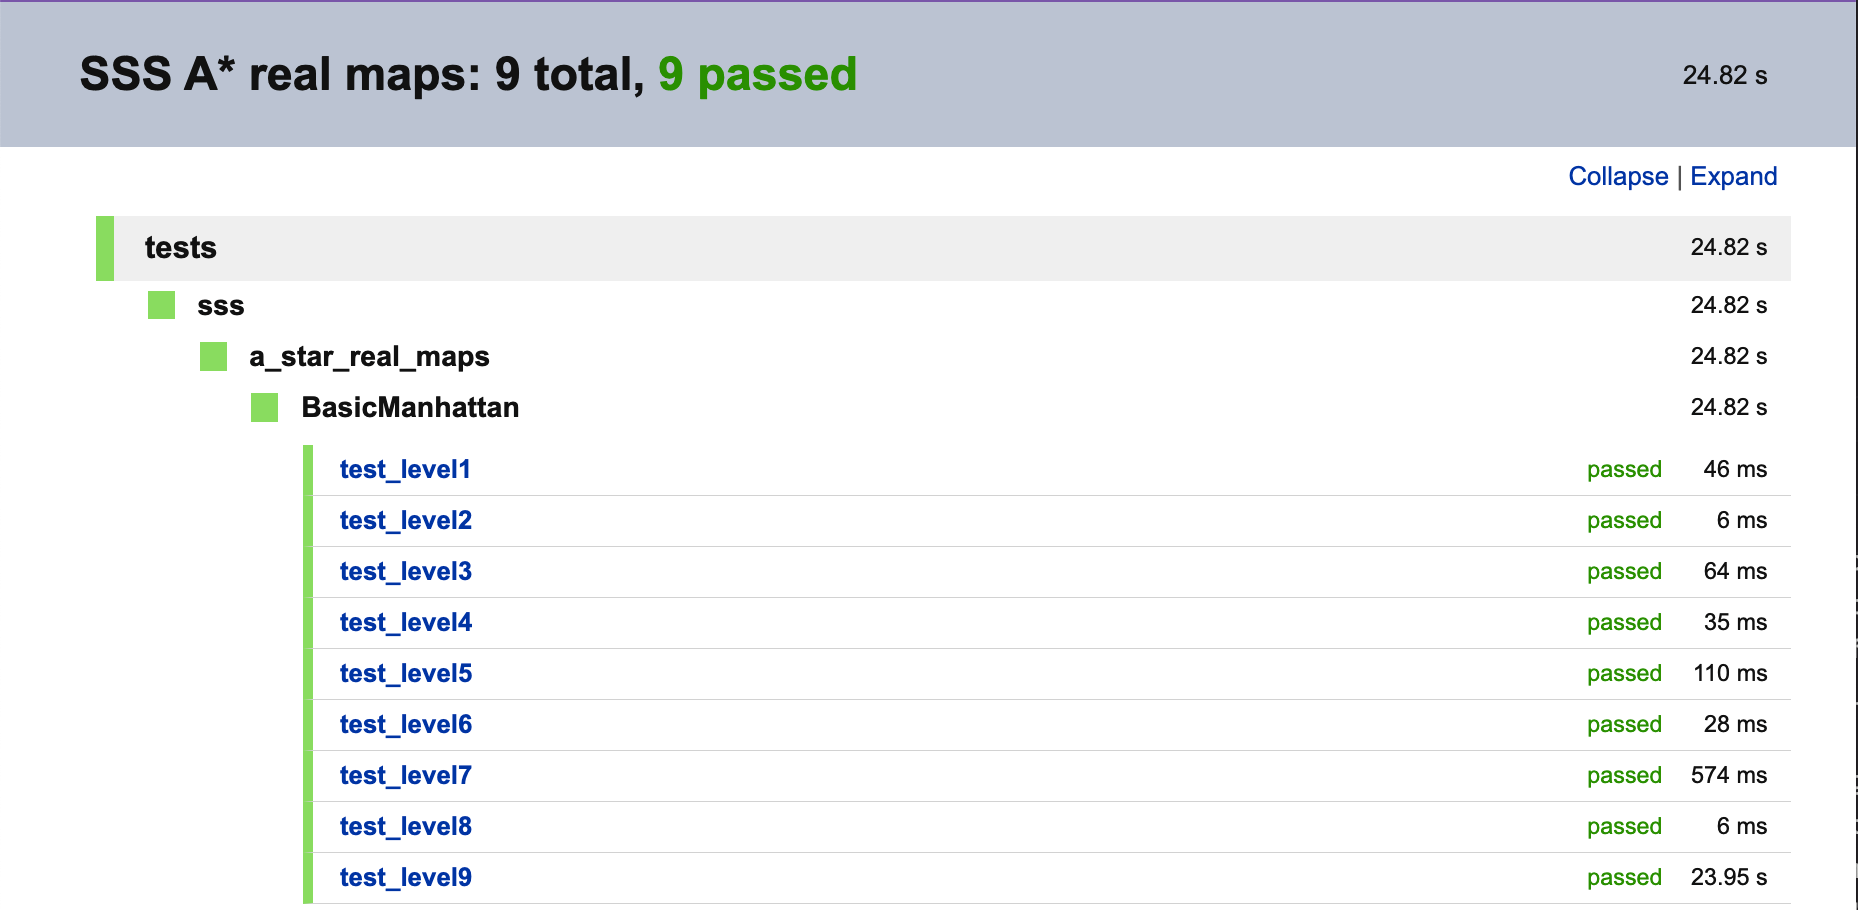 SSS A* real maps: 9 total, 9 passed 24.82 s
Collapse | Expand
tests 24.82 s
sss 24.82 s
a_star_real_maps 24.82 s
BasicManhattan 24.82 s
test_level1 passed 46 ms
test_level2 passed 6 ms
test_level3 passed 64 ms
test_level4 passed 35 ms
test_level5 passed 110 ms
test_level6 passed 28 ms
test_level7 passed 574 ms
test_level8 passed 6 ms
test_level9 passed 23.95 s